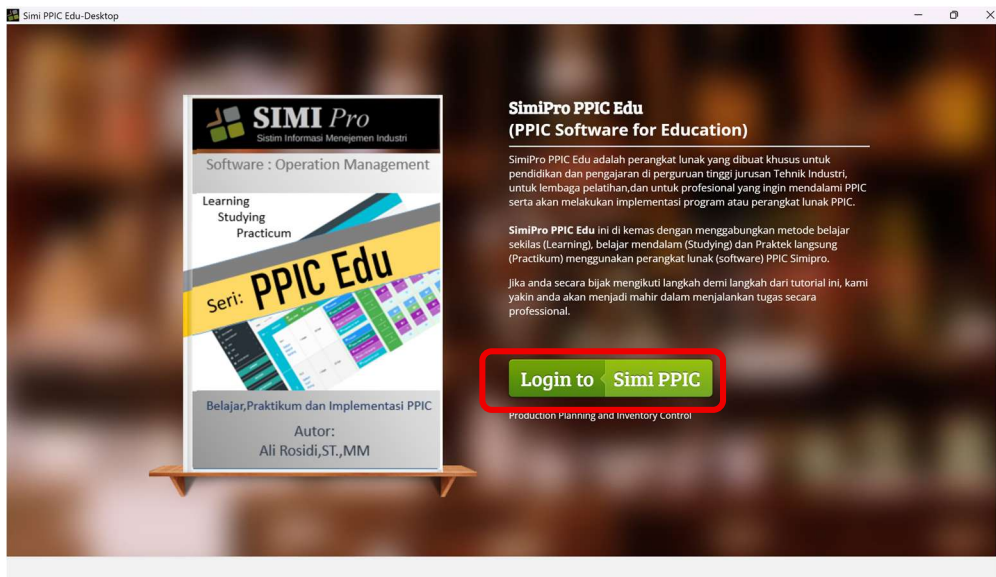 Simi PPIC Edu-Desktop
SIMI Pro
Sistim Informasi Menejemen Industri
Software : Operation Management
Learning
Studying
Practicum
Seri: PPIC Edu
Belajar,Praktikum dan Implementasi PPIC
Autor:
Ali Rosidi,ST.,MM
SimiPro PPIC Edu
(PPIC Software for Education)
SimiPro PPIC Edu adalah perangkat lunak yang dibuat khusus untuk
pendidikan dan pengajaran di perguruan tinggi jurusan Tehnik Industri,
untuk lembaga pelatihan,dan untuk profesional yang ingin mendalami PPIC
serta akan melakukan implementasi program atau perangkat lunak PPIC.
SimiPro PPIC Edu ini di kemas dengan menggabungkan metode belajar
sekilas (Learning), belajar mendalam (Studying) dan Praktek langsung
(Practikum) menggunakan perangkat lunak (software) PPIC Simipro.
Jika anda secara bijak mengikuti langkah demi langkah dari tutorial ini, kami
yakin anda akan menjadi mahir dalam menjalankan tugas secara
professional.
Login to Simi PPIC
Production Planning and Inventory Control